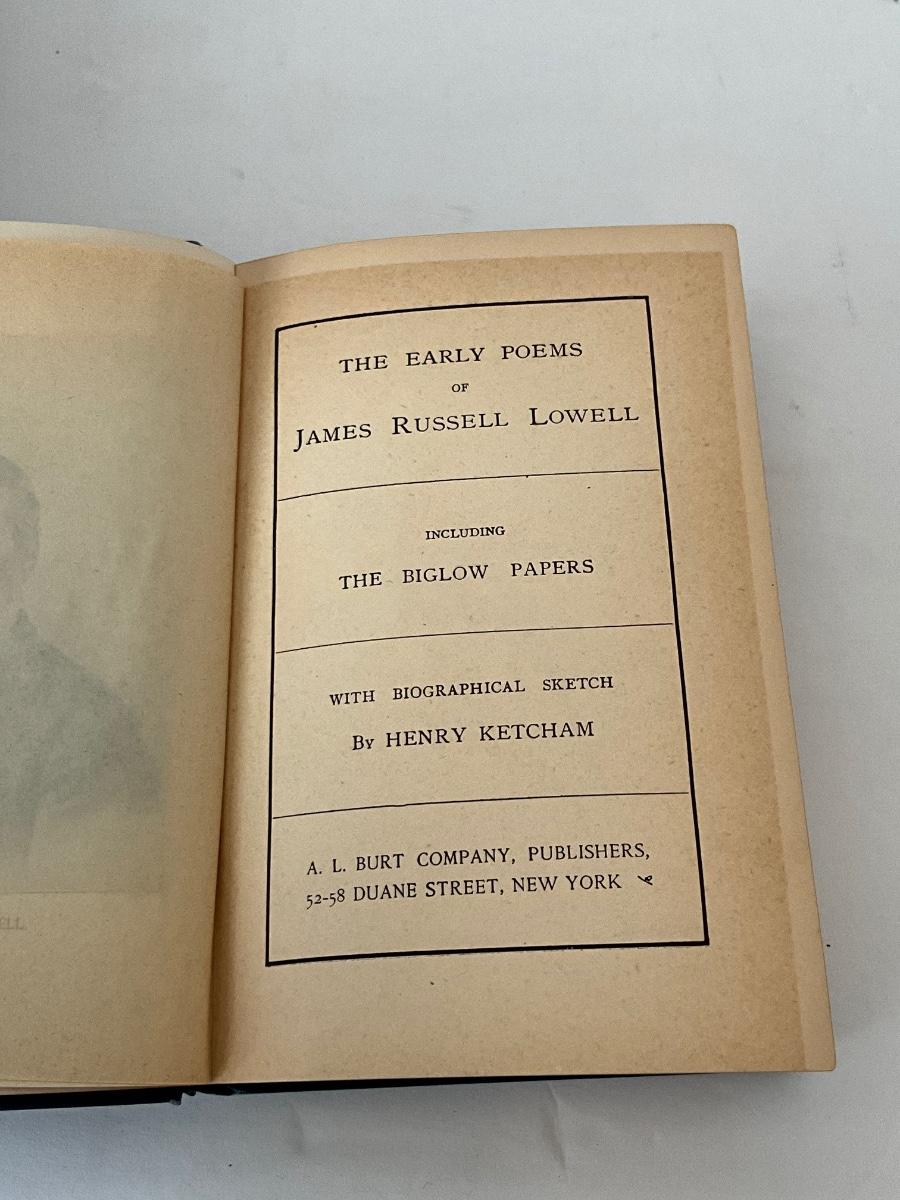 THE EARLY POEMS
OF
JAMES RUSSELL LOWELL
INCLUDING
THE BIGLOW PAPERS
WITH BIOGRAPHICAL SKETCH
By HENRY KETCHAM
A. L. BURT COMPANY, PUBLISHERS,
52-58 DUANE STREET, NEW YORK